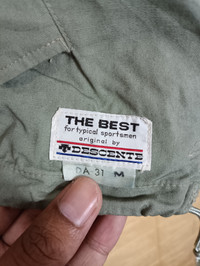 THE BEST
for typical sportsmen
original by
DESCENTE
DA 31 M